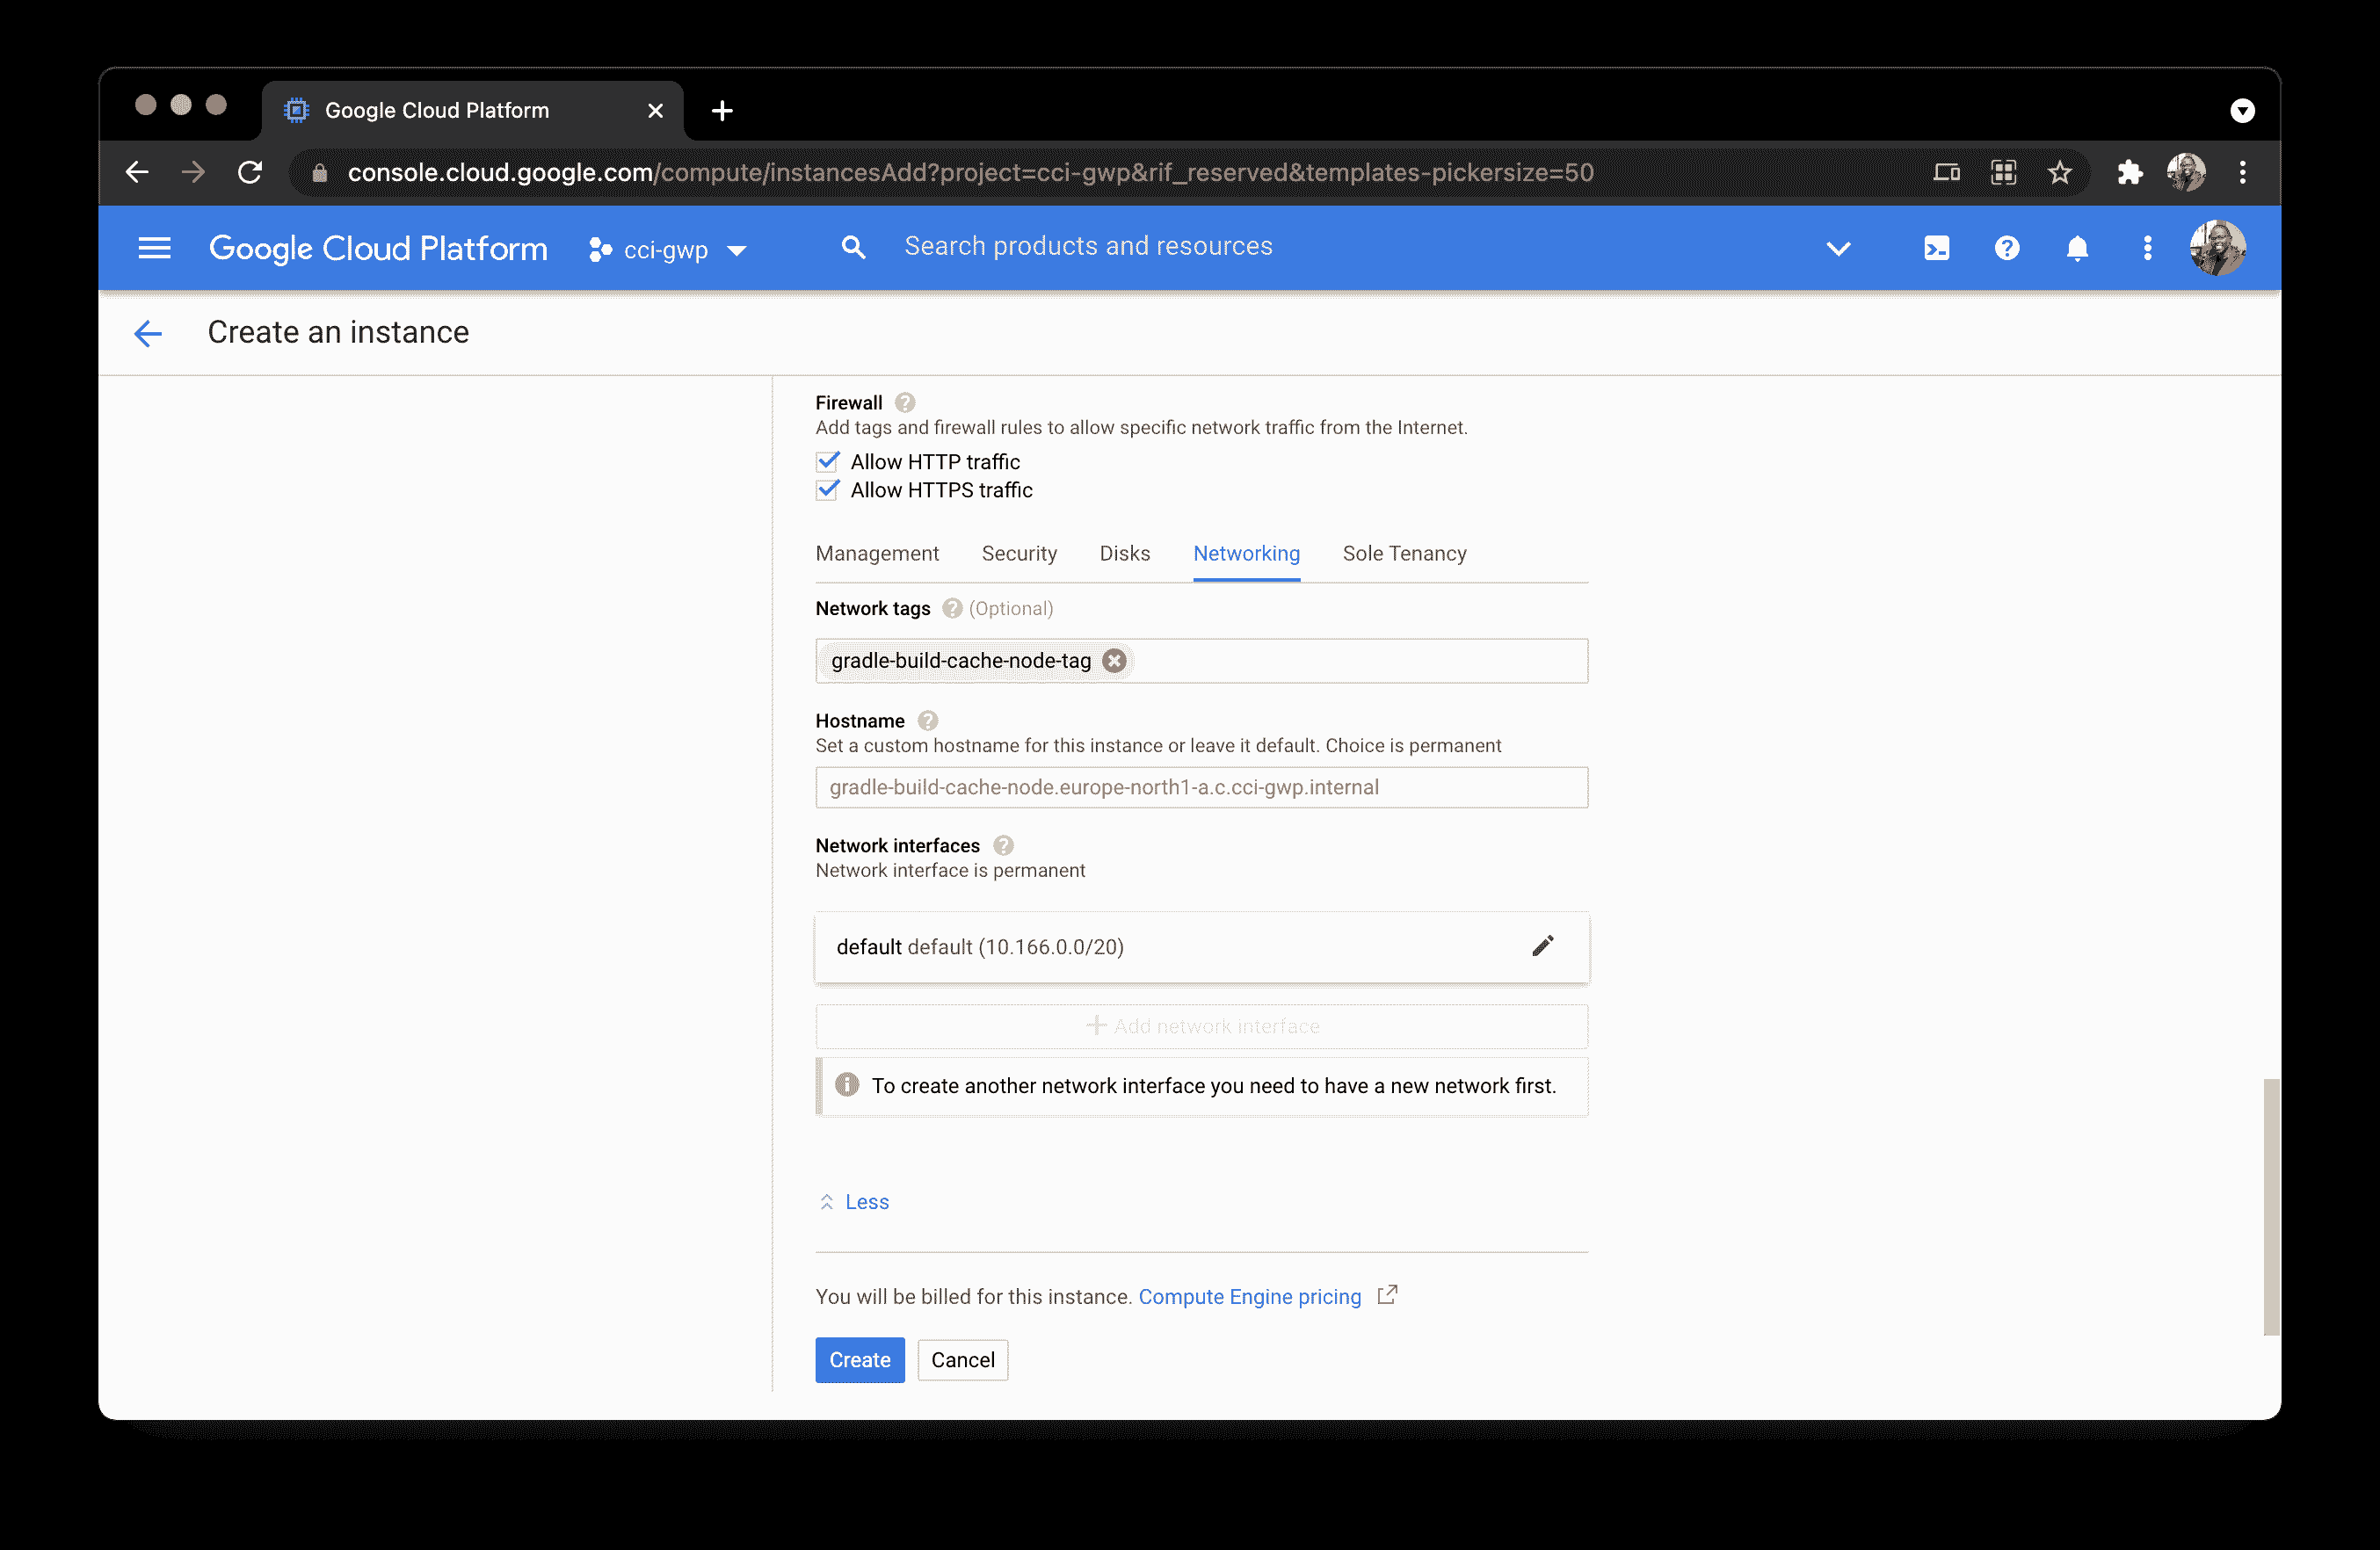 Google Cloud Platform
console.cloud.google.com/compute/instancesAdd?project=cci-gwp&rif_reserved&templates-pickersize=50
Google Cloud Platform cci-gwp Search products and resources
Create an instance
Firewall
Add tags and firewall rules to allow specific network traffic from the Internet.
Allow HTTP traffic
Allow HTTPS traffic
Management Security Disks Networking Sole Tenancy
Network tags (Optional)
gradle-build-cache-node-tag
Hostname
Set a custom hostname for this instance or leave it default. Choice is permanent
gradle-build-cache-node.europe-north1-a.c.cci-gwp.internal
Network interfaces
Network interface is permanent
default default (10.166.0.0/20)
Add network interface
To create another network interface you need to have a new network first.
Less
You will be billed for this instance. Compute Engine pricing
Create Cancel